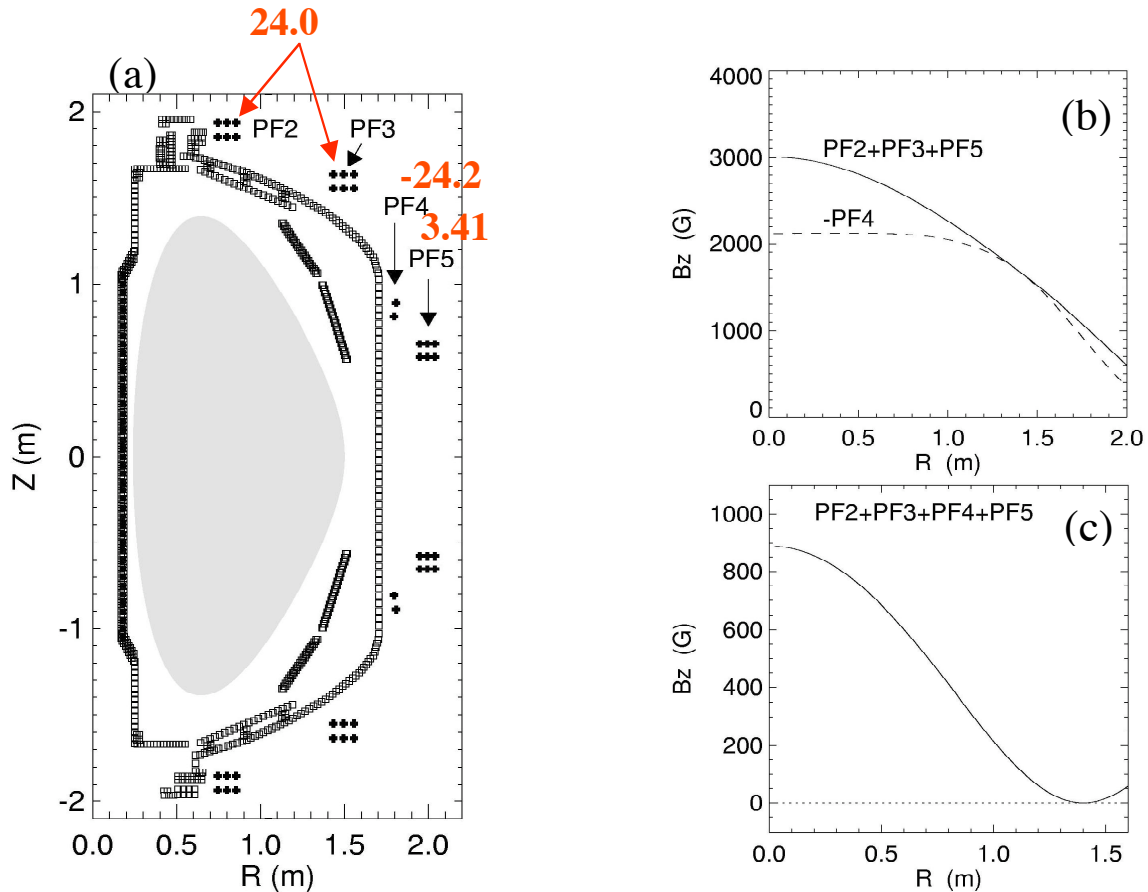 24.0
(a)
PF2
PF3
-24.2
PF4
3.41
PF5
2
1
0
-1
-2
Z (m)
0.0 0.5 1.0 1.5 2.0
R (m)
(b)
4000
3000
2000
1000
0
Bz (G)
PF2+PF3+PF5
-PF4
0.0 0.5 1.0 1.5 2.0
R (m)
(c)
PF2+PF3+PF4+PF5
1000
800
600
400
200
0
Bz (G)
0.0 0.5 1.0 1.5
R (m)